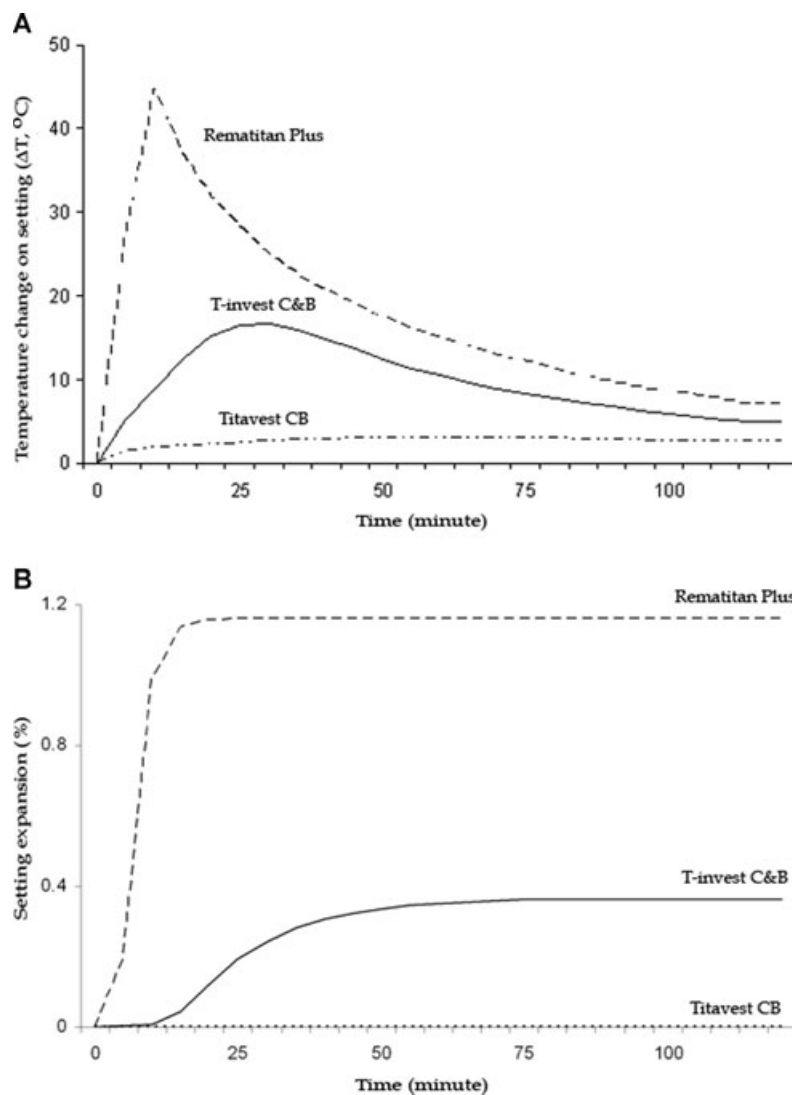 A
Temperature change on setting (ΔT, ºC)
50
40
30
20
10
0
Rematitan Plus
T-invest C&B
Titavest CB
0 25 50 75 100
Time (minute)
B
Setting expansion (%)
1.2
0.8
0.4
0
Rematitan Plus
T-invest C&B
Titavest CB
0 25 50 75 100
Time (minute)